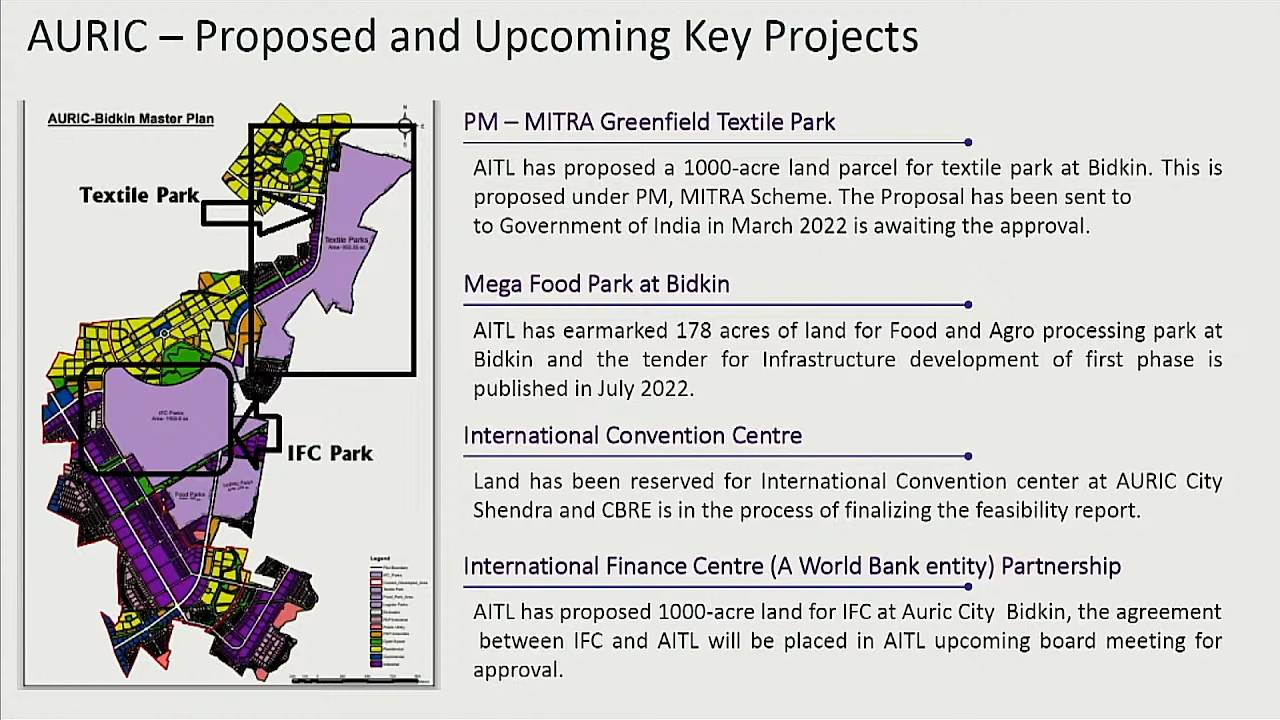 AURIC – Proposed and Upcoming Key Projects
AURIC-Bidkin Master Plan
N
E
S
Textile Park
Textile Parks
IFC Parks
IFC Park
Food Parks
Legend
PM – MITRA Greenfield Textile Park
AITL has proposed a 1000-acre land parcel for textile park at Bidkin. This is
proposed under PM, MITRA Scheme. The Proposal has been sent to
to Government of India in March 2022 is awaiting the approval.
Mega Food Park at Bidkin
AITL has earmarked 178 acres of land for Food and Agro processing park at
Bidkin and the tender for Infrastructure development of first phase is
published in July 2022.
International Convention Centre
Land has been reserved for International Convention center at AURIC City
Shendra and CBRE is in the process of finalizing the feasibility report.
International Finance Centre (A World Bank entity) Partnership
AITL has proposed 1000-acre land for IFC at Auric City Bidkin, the agreement
between IFC and AITL will be placed in AITL upcoming board meeting for
approval.